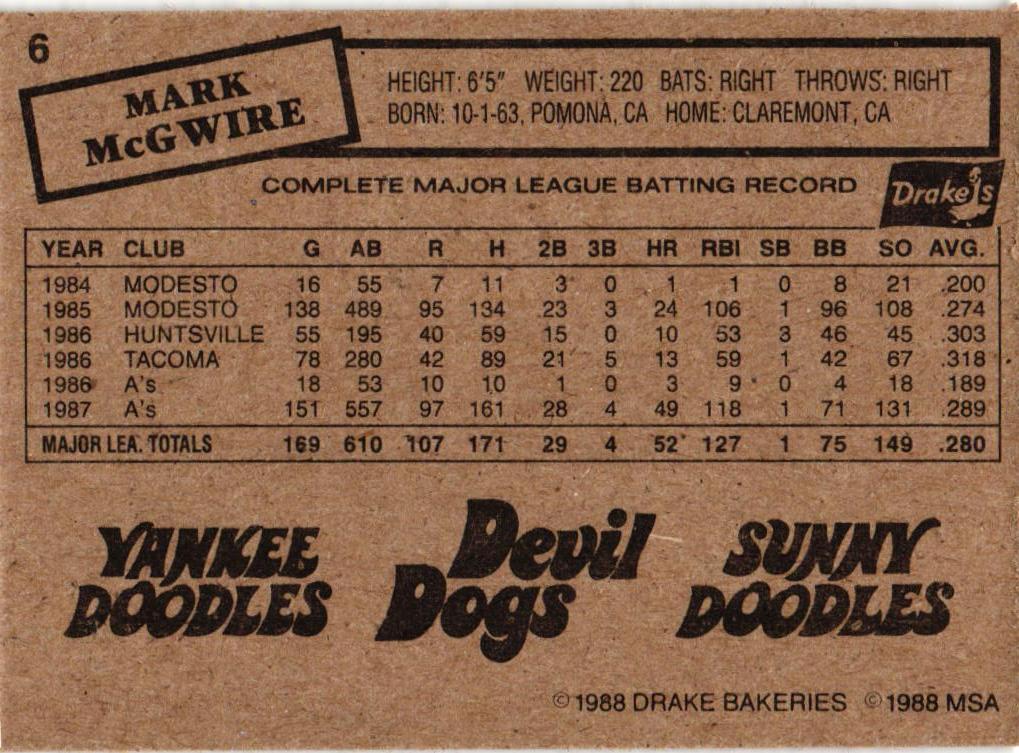 6
MARK
McGWIRE
HEIGHT: 6'5" WEIGHT: 220 BATS: RIGHT THROWS: RIGHT
BORN: 10-1-63, POMONA, CA HOME: CLAREMONT, CA
COMPLETE MAJOR LEAGUE BATTING RECORD
Drake's
YEAR CLUB G AB R H 2B 3B HR RBI SB BB SO AVG.
1984 MODESTO 16 55 7 11 3 0 1 1 0 8 21 .200
1985 MODESTO 138 489 95 134 23 3 24 106 1 96 108 .274
1986 HUNTSVILLE 55 195 40 59 15 0 10 53 3 46 45 .303
1986 TACOMA 78 280 42 89 21 5 13 59 1 42 67 .318
1986 A's 18 53 10 10 1 0 3 9 0 4 18 .189
1987 A's 151 557 97 161 28 4 49 118 1 71 131 .289
MAJOR LEA. TOTALS 169 610 107 171 29 4 52 127 1 75 149 .280
YANKEE
DOODLES
Devil
Dogs
SUNNY
DOODLES
© 1988 DRAKE BAKERIES © 1988 MSA